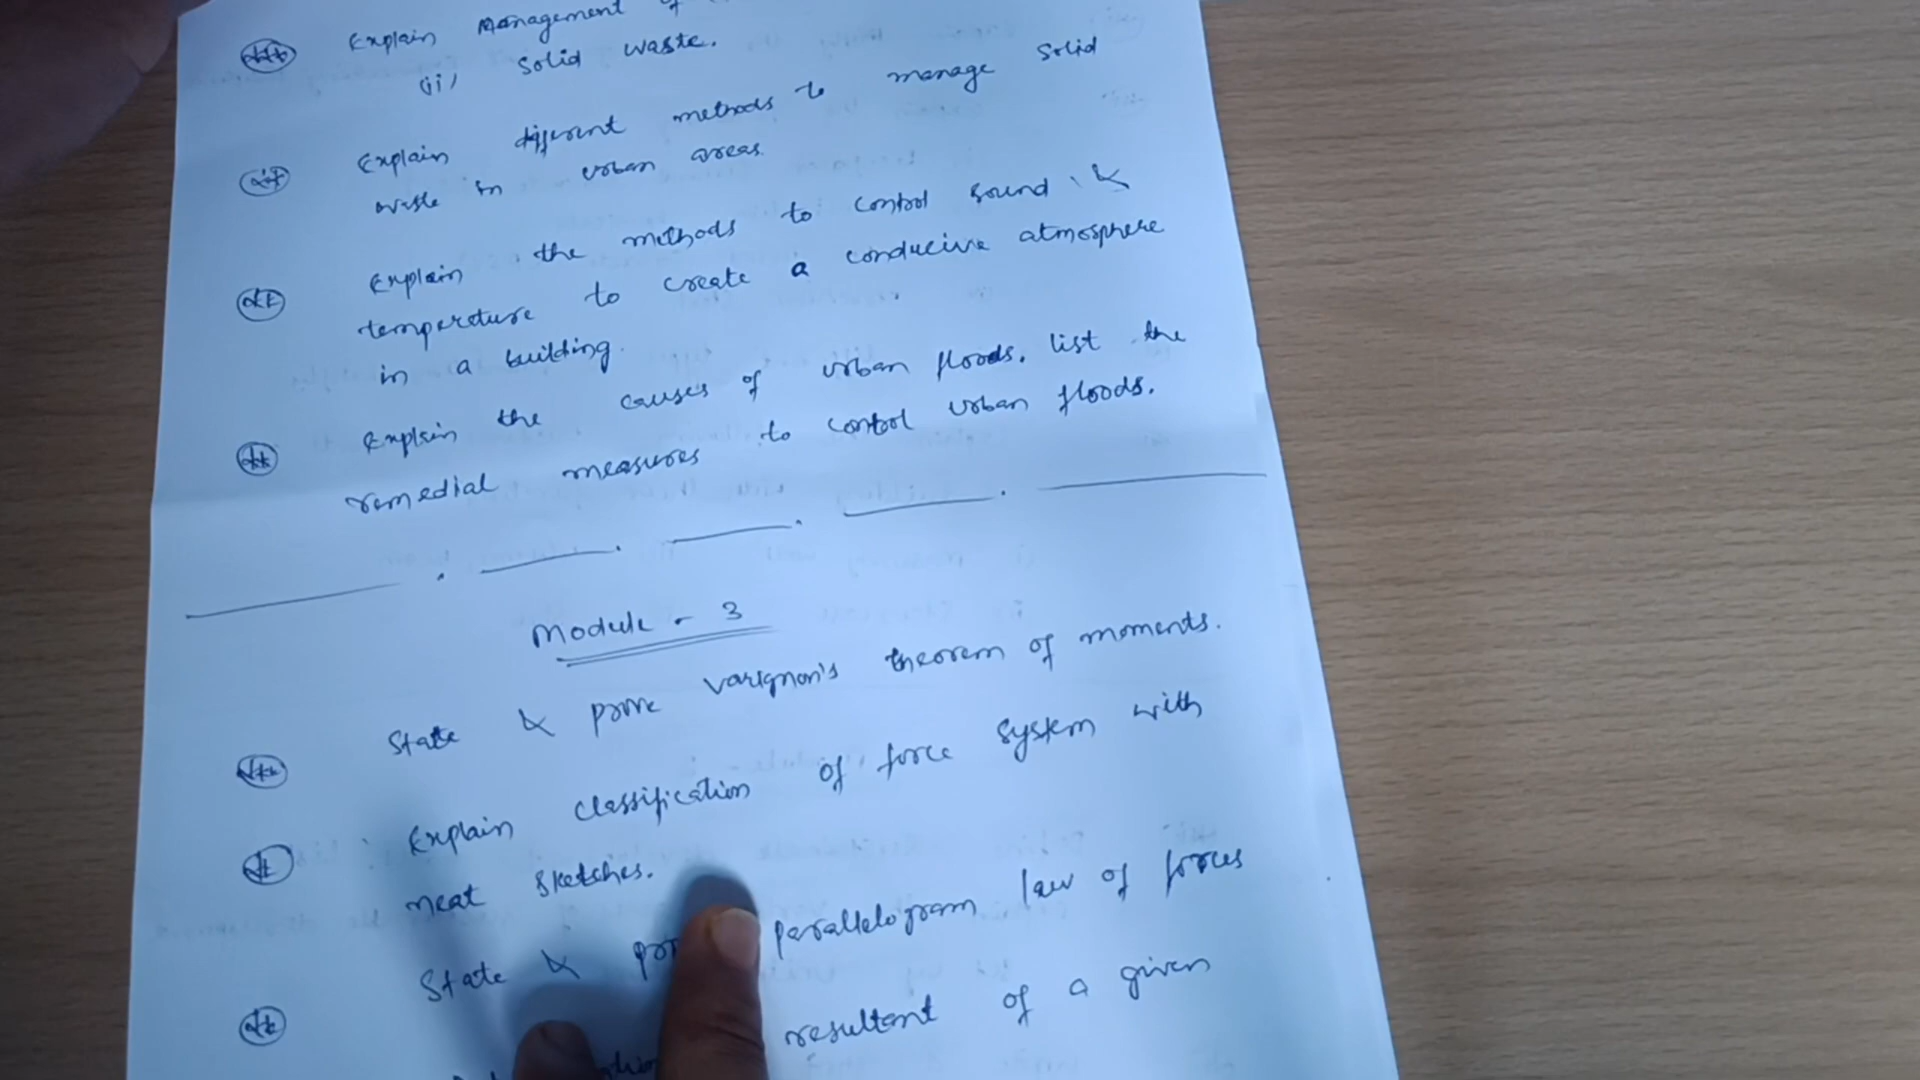 Explain Management of
(ii) Solid waste.
Explain different methods to manage solid
waste in urban areas.
Explain the methods to control sound &
temperature to create a conducive atmosphere
in a building.
Explain the causes of urban floods. list the
remedial measures to control urban floods.
Module - 3
State & prove varignon's theorem of moments.
Explain classification of force system with
neat sketches.
State & parallelogram law of forces
resultant of a given